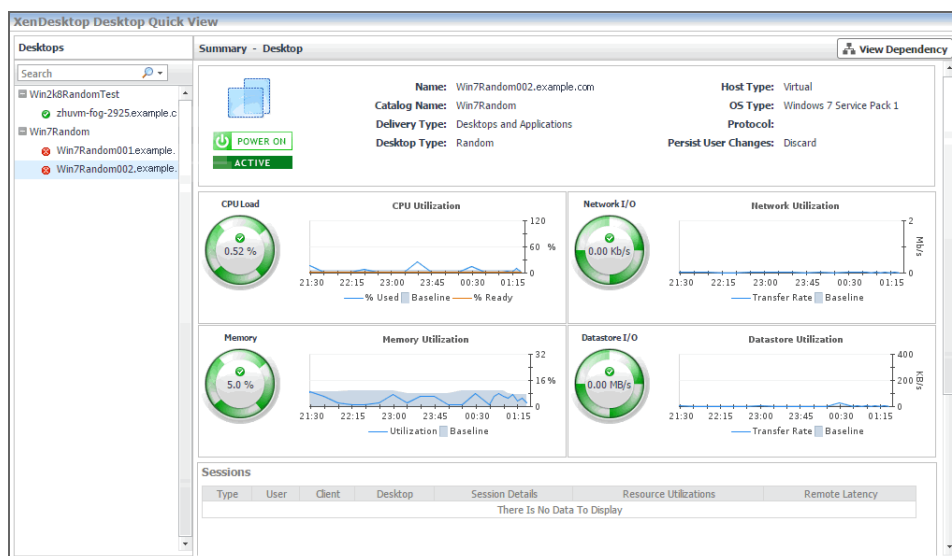 XenDesktop Desktop Quick View
Desktops
Search
Win2k8RandomTest
zhuvm-fog-2925.example.c
Win7Random
Win7Random001.example.
Win7Random002.example.
Summary - Desktop
View Dependency
POWER ON
ACTIVE
Name: Win7Random002.example.com
Catalog Name: Win7Random
Delivery Type: Desktops and Applications
Desktop Type: Random
Host Type: Virtual
OS Type: Windows 7 Service Pack 1
Protocol:
Persist User Changes: Discard
CPU Load
0.52 %
CPU Utilization
120
60 %
0
21:30 22:15 23:00 23:45 00:30 01:15
% Used Baseline % Ready
Network I/O
0.00 Kb/s
Network Utilization
2
Mb/s
0
21:30 22:15 23:00 23:45 00:30 01:15
Transfer Rate Baseline
Memory
5.0 %
Memory Utilization
32
16 %
0
21:30 22:15 23:00 23:45 00:30 01:15
Utilization Baseline
Datastore I/O
0.00 MB/s
Datastore Utilization
400
200 KB/s
0
21:30 22:15 23:00 23:45 00:30 01:15
Transfer Rate Baseline
Sessions
Type User Client Desktop Session Details Resource Utilizations Remote Latency
There Is No Data To Display